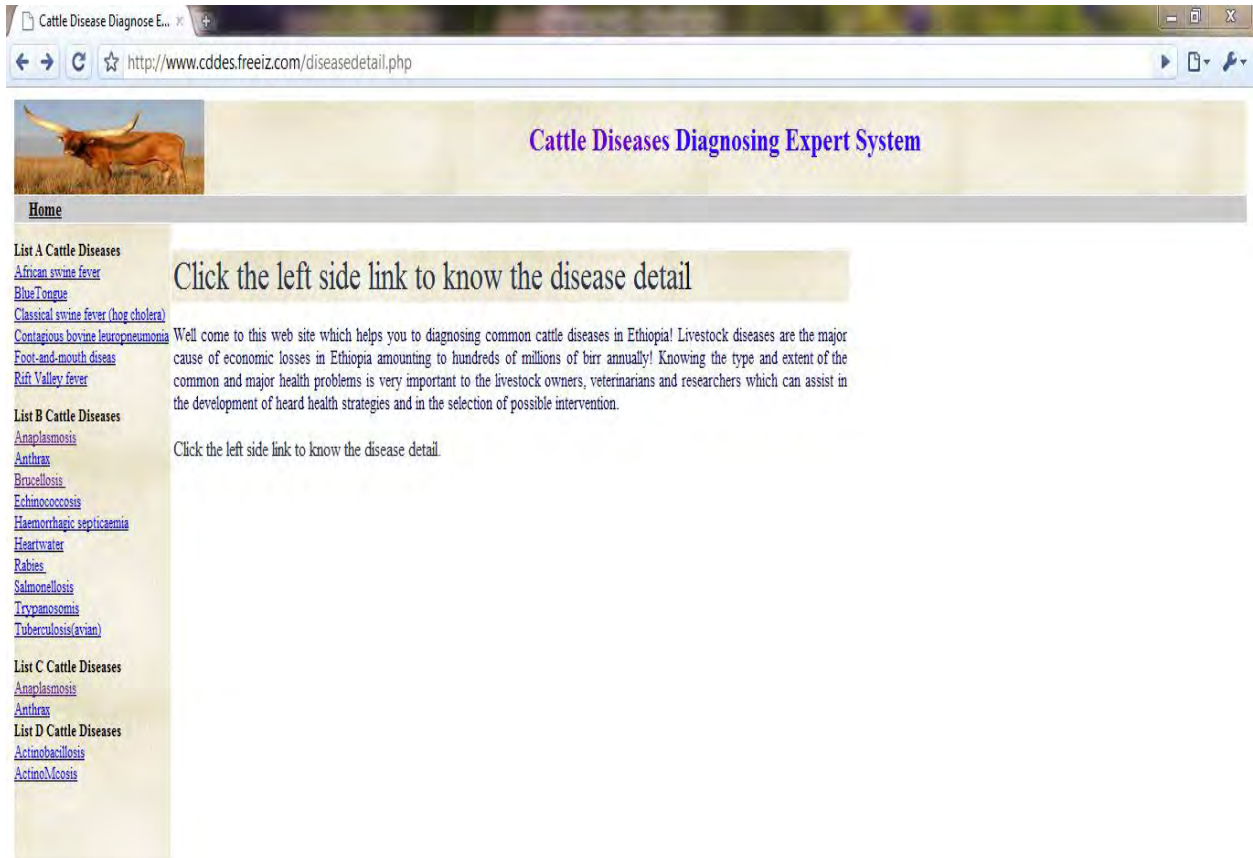 Cattle Disease Diagnose E...
http://www.cddes.freeiz.com/diseasedetail.php
Cattle Diseases Diagnosing Expert System
Home
List A Cattle Diseases
African swine fever
BlueTongue
Classical swine fever (hog cholera)
Contagious bovine leuropneumonia
Foot-and-mouth diseas
Rift Valley fever
List B Cattle Diseases
Anaplasmosis
Anthrax
Brucellosis
Echinococcosis
Haemorrhagic septicaemia
Heartwater
Rabies
Salmonellosis
Trypanosomis
Tuberculosis(avian)
List C Cattle Diseases
Anaplasmosis
Anthrax
List D Cattle Diseases
Actinobacillosis
ActinoMcosis
Click the left side link to know the disease detail
Well come to this web site which helps you to diagnosing common cattle diseases in Ethiopia! Livestock diseases are the major
cause of economic losses in Ethiopia amounting to hundreds of millions of birr annually! Knowing the type and extent of the
common and major health problems is very important to the livestock owners, veterinarians and researchers which can assist in
the development of heard health strategies and in the selection of possible intervention.
Click the left side link to know the disease detail.